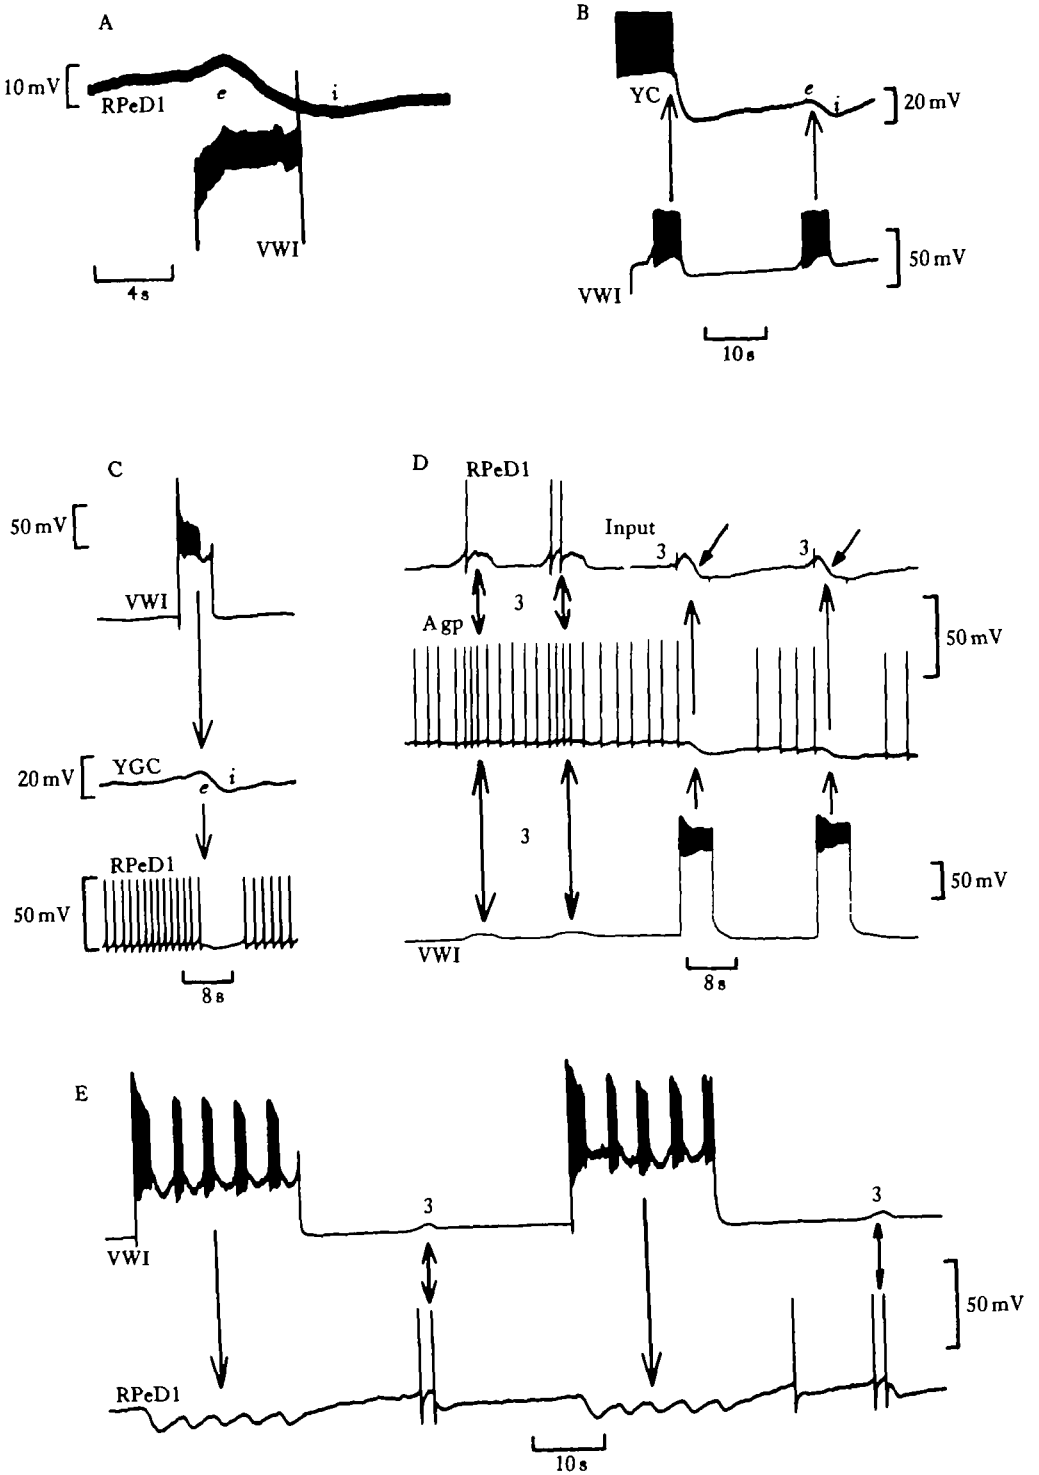 A
10 mV
RPeD1
e
i
VWI
4 s
B
YC
e
i
20 mV
50 mV
VWI
10 s
C
50 mV
VWI
20 mV
YGC
e
i
RPeD1
50 mV
8 s
D
RPeD1
Input
3
3
3
A gp
50 mV
3
50 mV
VWI
8 s
E
3
3
VWI
50 mV
RPeD1
10 s